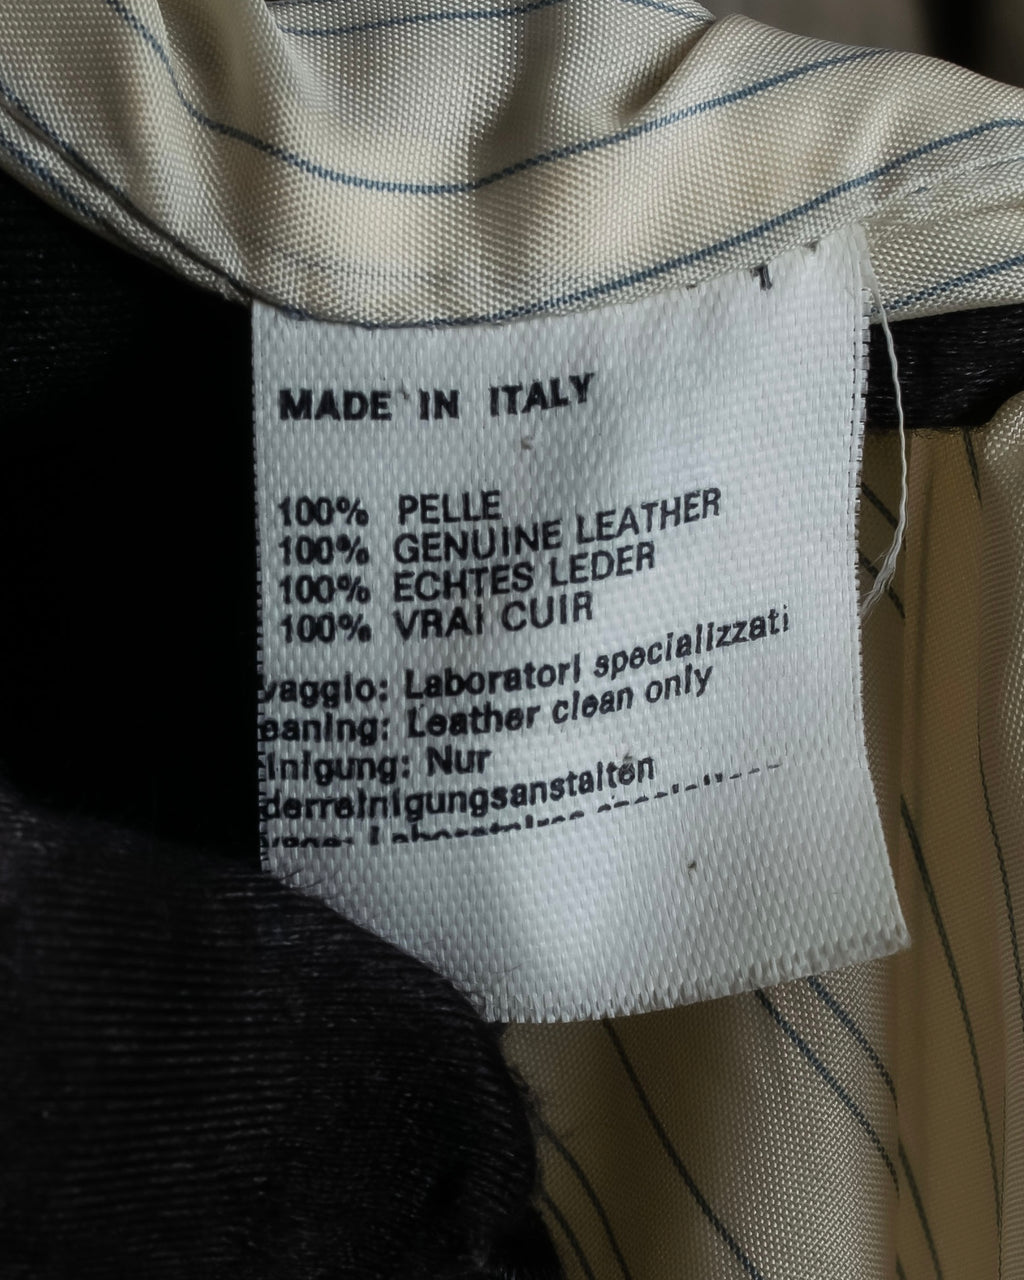 MADE IN ITALY
100% PELLE
100% GENUINE LEATHER
100% ECHTES LEDER
100% VRAI CUIR
vaggio: Laboratori specializzati
eaning: Leather clean only
inigung: Nur
derreinigungsanstalten